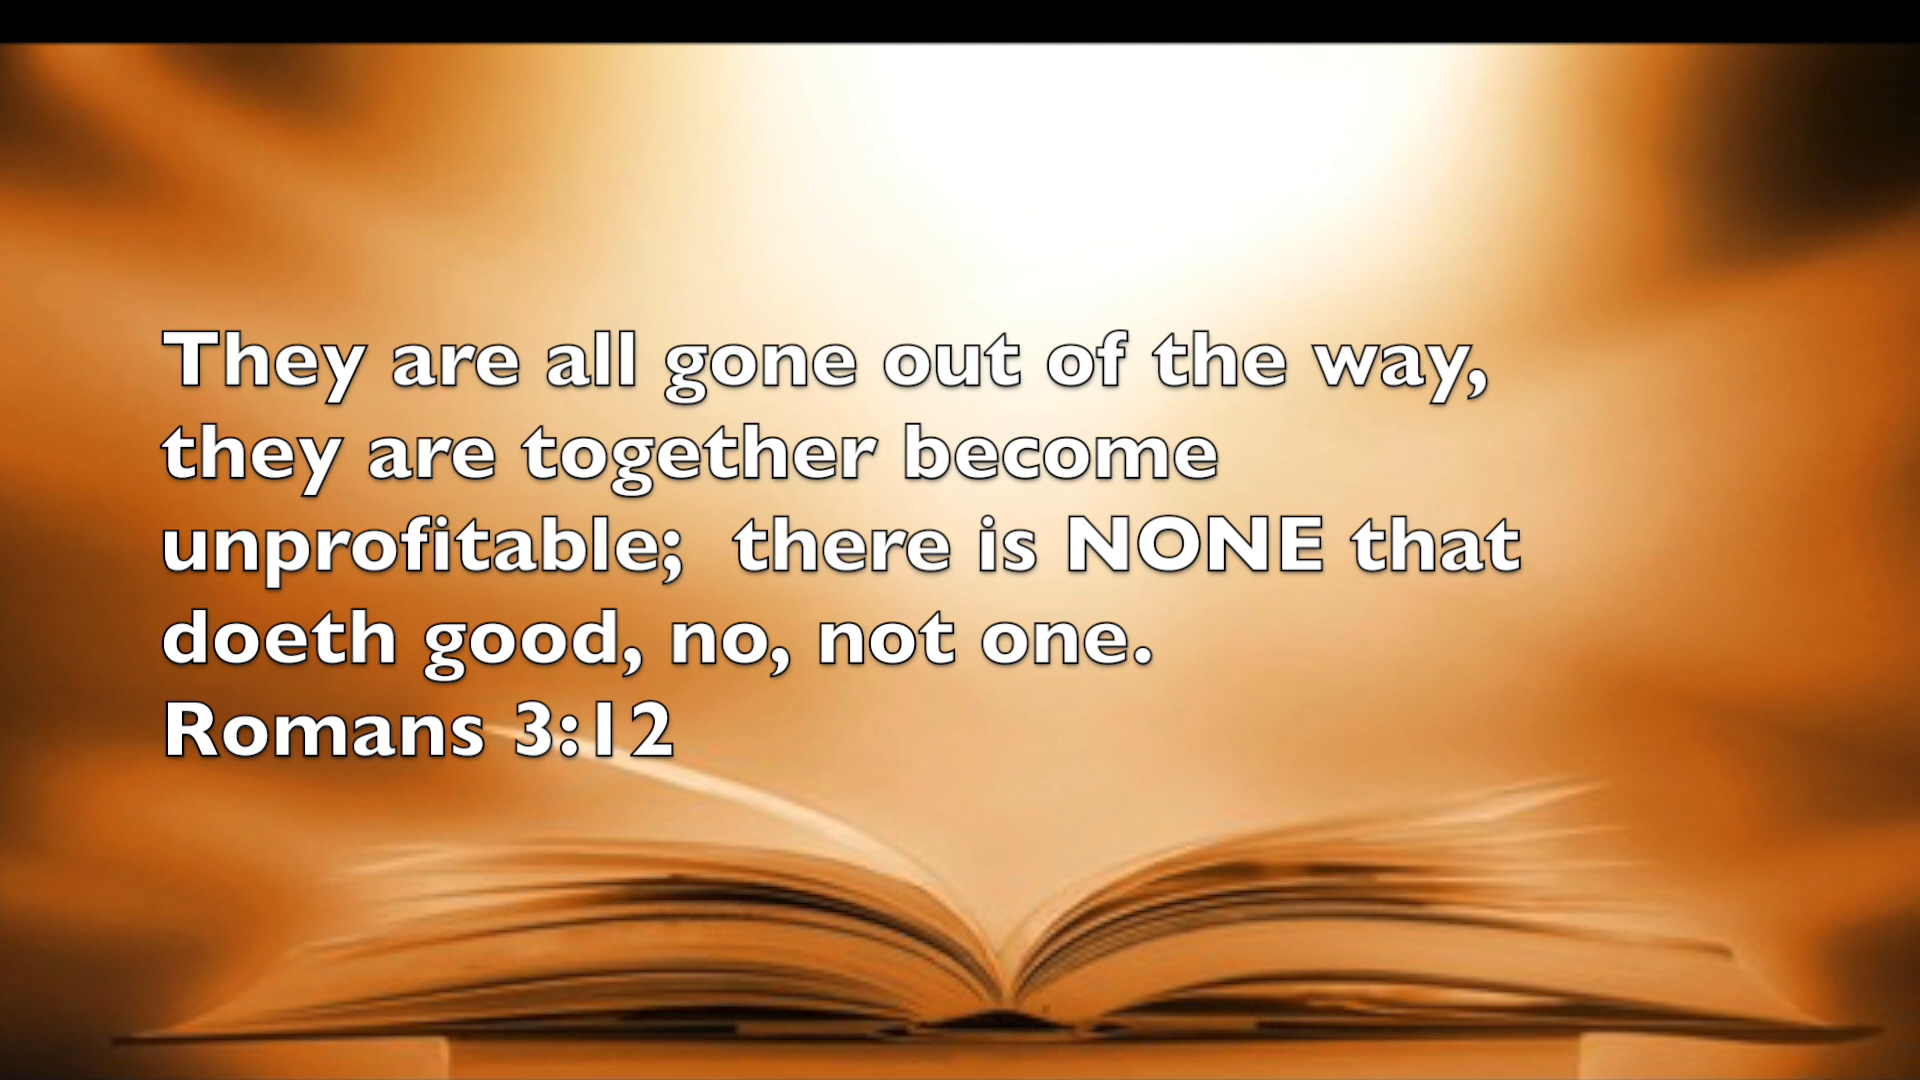 They are all gone out of the way,
they are together become
unprofitable;  there is NONE that
doeth good, no, not one.
Romans 3:12